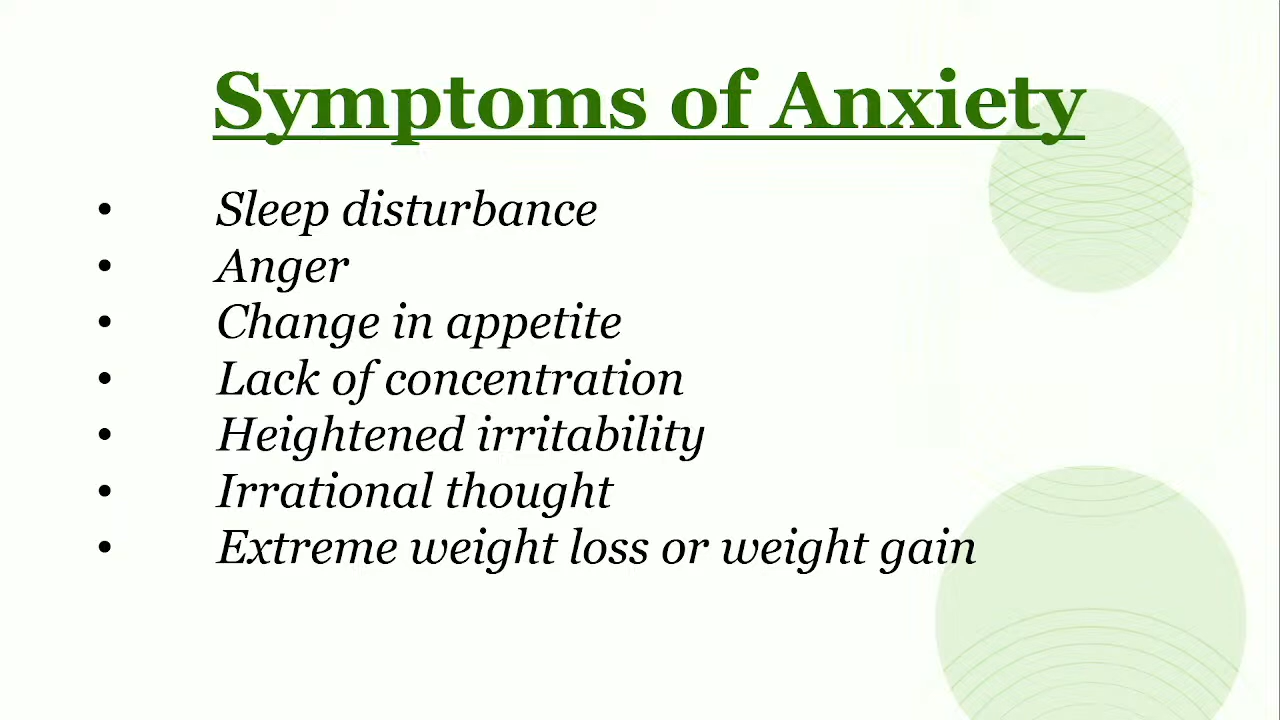 Symptoms of Anxiety
• Sleep disturbance
• Anger
• Change in appetite
• Lack of concentration
• Heightened irritability
• Irrational thought
• Extreme weight loss or weight gain